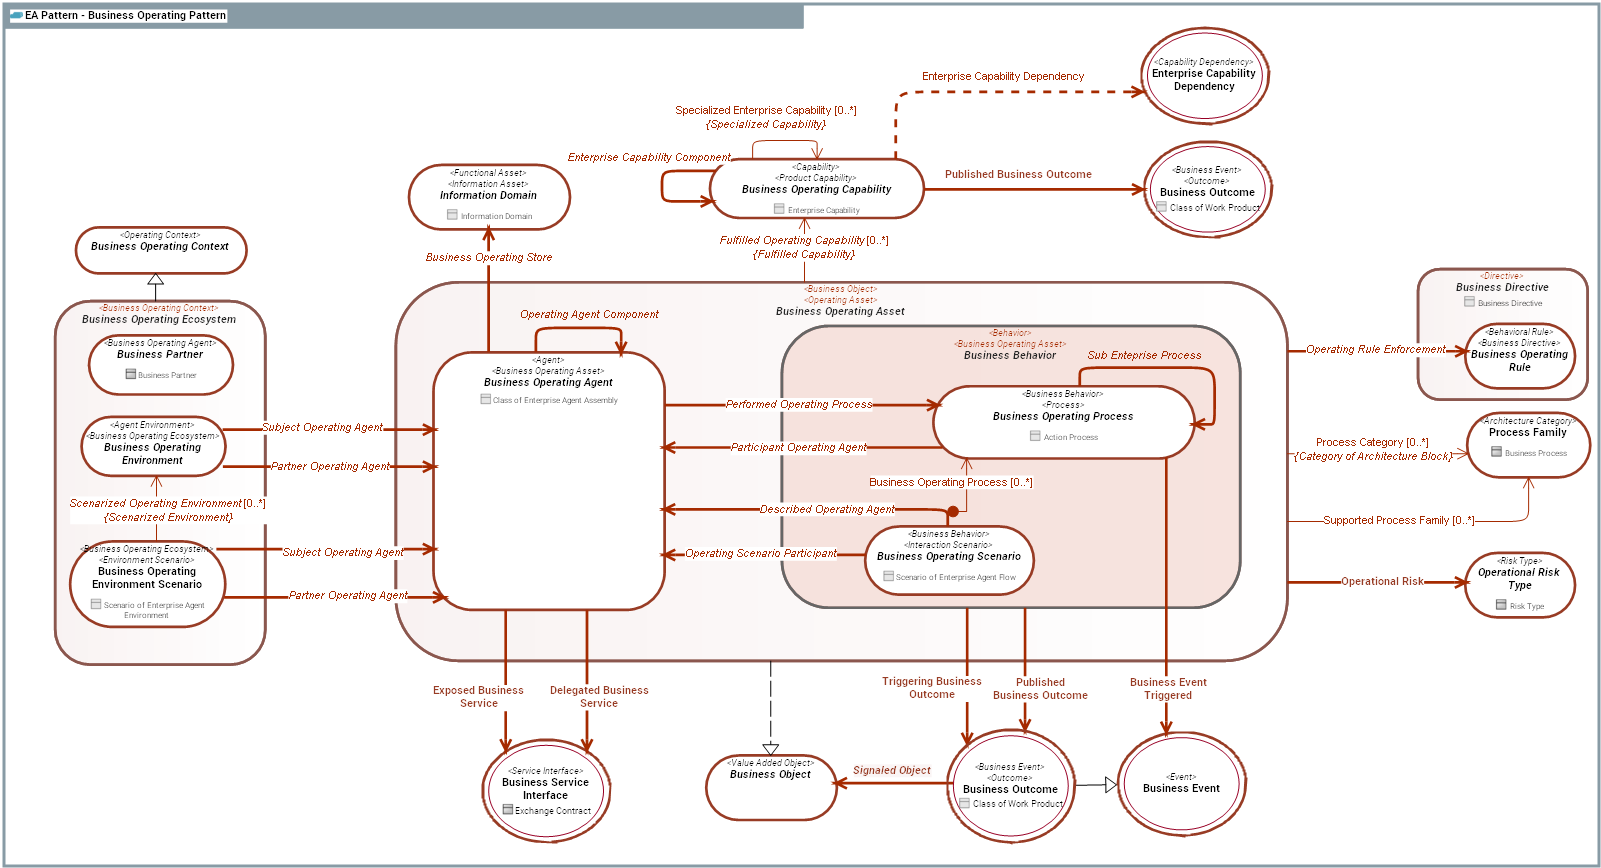 EA Pattern - Business Operating Pattern
<Capability Dependency>
Enterprise Capability
Dependency
Enterprise Capability Dependency
Specialized Enterprise Capability [0..*]
{Specialized Capability}
Enterprise Capability Component
<Capability>
<Product Capability>
Business Operating Capability
Enterprise Capability
Published Business Outcome
<Business Event>
<Outcome>
Business Outcome
Class of Work Product
<Functional Asset>
<Information Asset>
Information Domain
Information Domain
Business Operating Store
Fulfilled Operating Capability [0..*]
{Fulfilled Capability}
<Operating Context>
Business Operating Context
<Business Operating Context>
Business Operating Ecosystem
<Business Operating Agent>
Business Partner
Business Partner
<Agent Environment>
<Business Operating Ecosystem>
Business Operating
Environment
Subject Operating Agent
Partner Operating Agent
Scenarized Operating Environment [0..*]
{Scenarized Environment}
<Business Operating Ecosystem>
<Environment Scenario>
Business Operating
Environment Scenario
Scenario of Enterprise Agent
Environment
Subject Operating Agent
Partner Operating Agent
<Business Object>
<Operating Asset>
Business Operating Asset
Operating Agent Component
<Agent>
<Business Operating Asset>
Business Operating Agent
Class of Enterprise Agent Assembly
<Behavior>
<Business Operating Asset>
Business Behavior
Sub Enteprise Process
<Business Behavior>
<Process>
Business Operating Process
Action Process
Performed Operating Process
Participant Operating Agent
Business Operating Process [0..*]
Described Operating Agent
<Business Behavior>
<Interaction Scenario>
Business Operating Scenario
Scenario of Enterprise Agent Flow
Operating Scenario Participant
<Directive>
Business Directive
Business Directive
<Behavioral Rule>
<Business Directive>
Business Operating
Rule
Operating Rule Enforcement
<Architecture Category>
Process Family
Business Process
Process Category [0..*]
{Category of Architecture Block}
Supported Process Family [0..*]
<Risk Type>
Operational Risk
Type
Risk Type
Operational Risk
Exposed Business
Service
Delegated Business
Service
Triggering Business
Outcome
Published
Business Outcome
Business Event
Triggered
<Service Interface>
Business Service
Interface
Exchange Contract
<Value Added Object>
Business Object
Signaled Object
<Business Event>
<Outcome>
Business Outcome
Class of Work Product
<Event>
Business Event